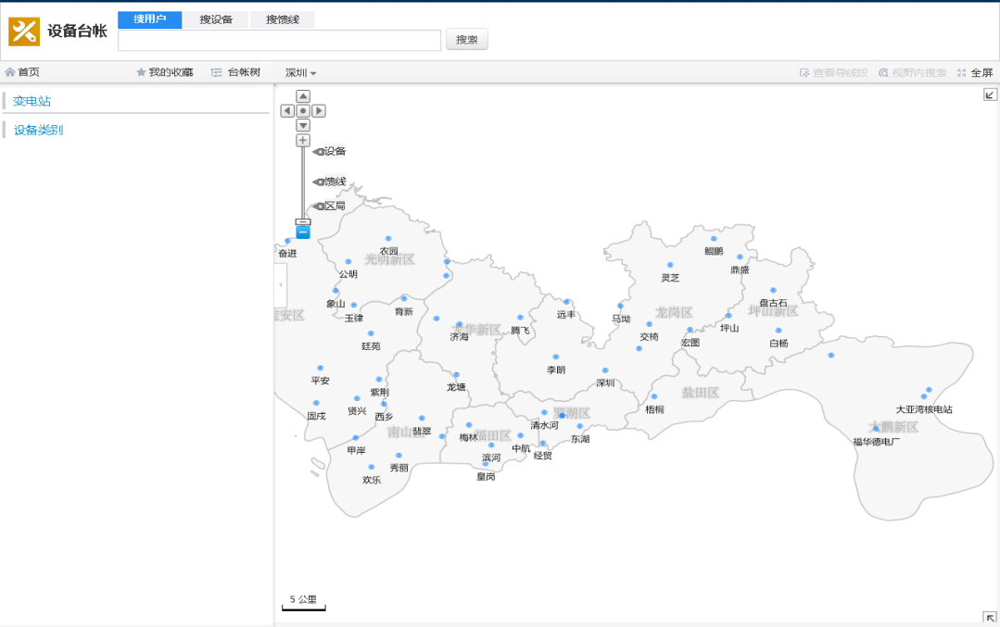 搜用户 搜设备 搜馈线
设备台帐
搜索
首页 我的收藏 台帐树 深圳 查看导线段 视野内搜索 全屏
变电站
设备类别
设备
馈线
区局
奋进
农园
光明新区
公明
象山
玉律
育新
宝安区
龙华新区
济海
腾飞
远丰
廷苑
李朗
平安
紫荆
龙塘
深圳
固戌
贤兴
西乡
翡翠
南山区
甲岸
秀丽
欢乐
梅林
福田区
滨河
皇岗
中航
清水河
罗湖区
东湖
经贸
鲲鹏
鼎盛
灵芝
盘古石
坪山新区
马坳
龙岗区
交椅
宏图
坪山
白杨
梧桐
盐田区
大亚湾核电站
大鹏新区
福华德电厂
5 公里